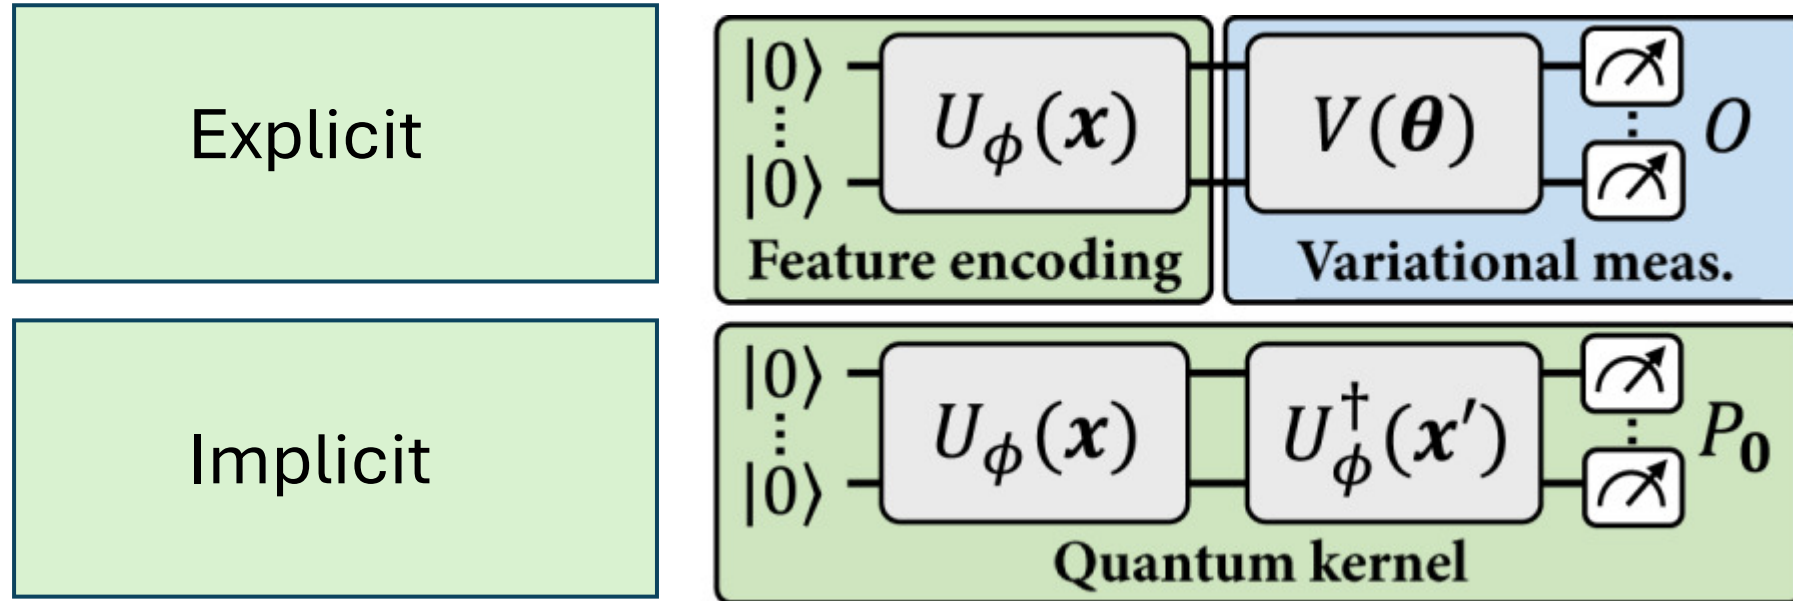 Explicit
|0⟩ U_ϕ(x) V(θ) O
⋮ ⋮
|0⟩
Feature encoding Variational meas.
Implicit
|0⟩ U_ϕ(x) U_ϕ^†(x′) P_0
⋮ ⋮
|0⟩
Quantum kernel